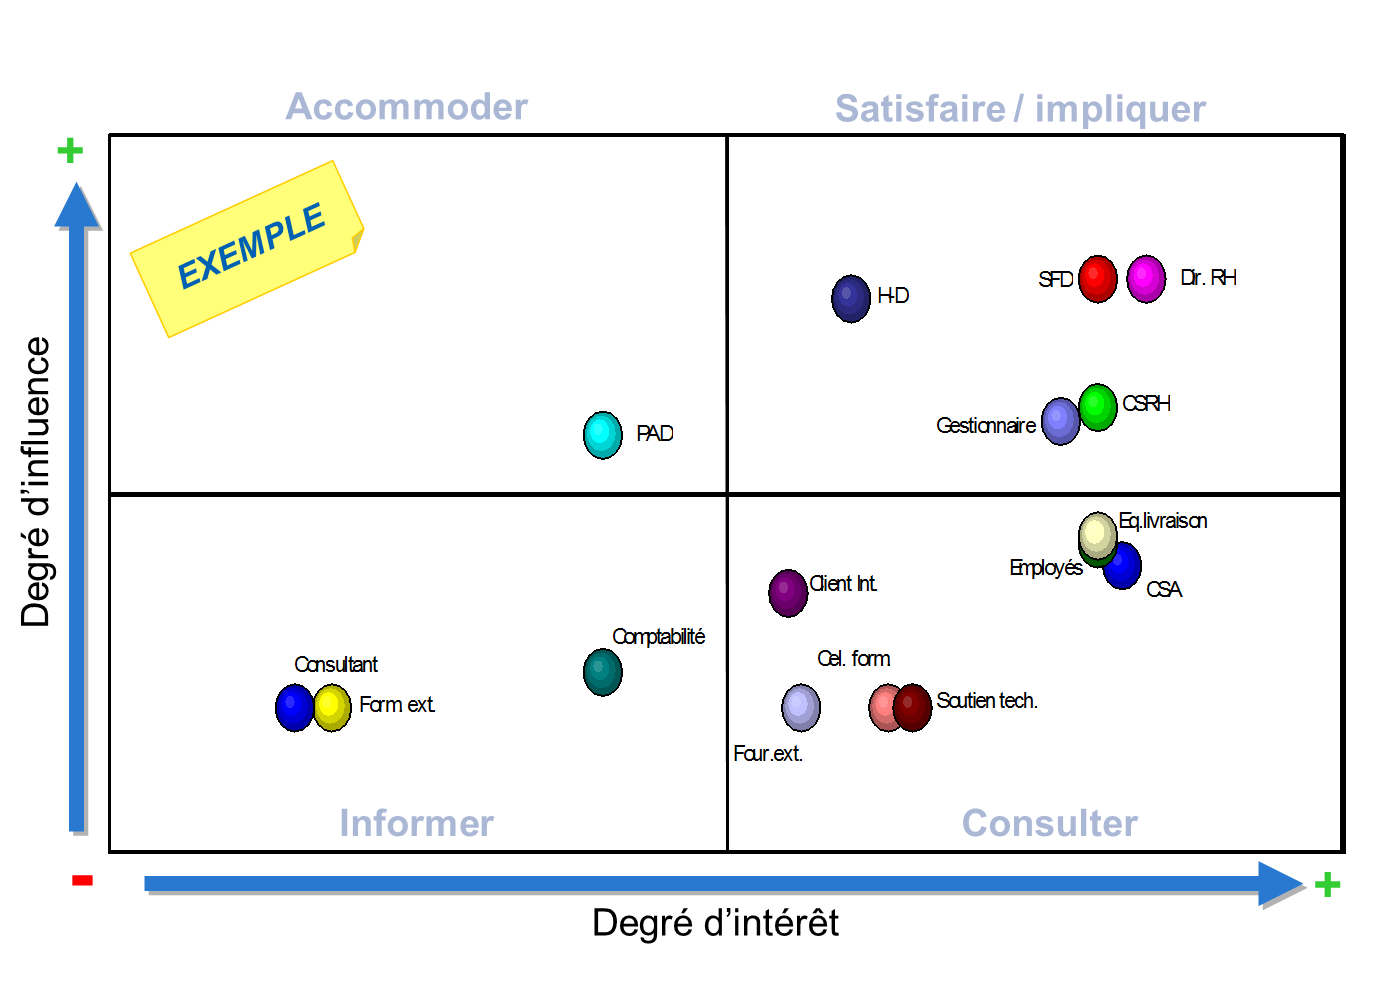 Accommoder
Satisfaire / impliquer
+
EXEMPLE
SFD
Dir. RH
H-D
CSRH
Gestionnaire
PAD
Degré d’influence
Eq.livraison
Employés
CSA
Client Int.
Comptabilité
Cel. form
Consultant
Form. ext.
Soutien tech.
Four.ext.
Informer
Consulter
-
+
Degré d’intérêt